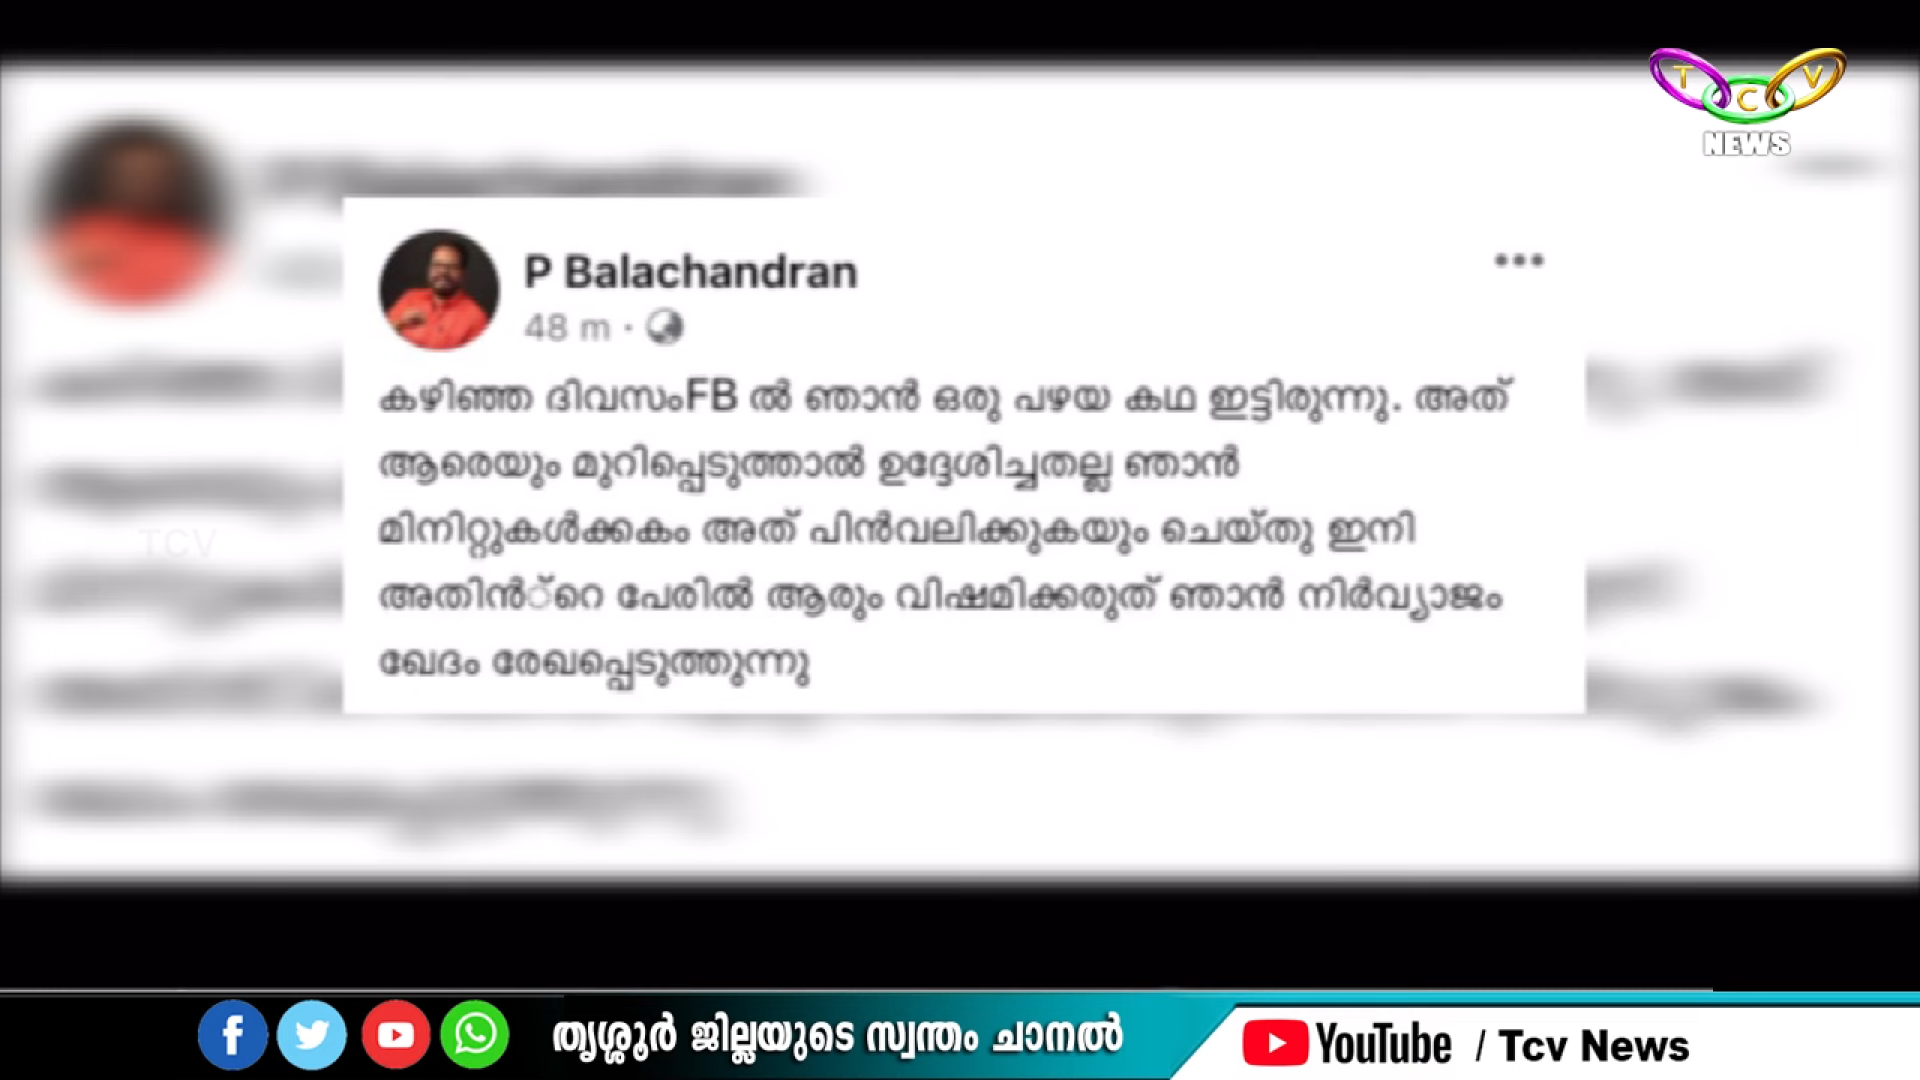 T C V
NEWS
P Balachandran
48 m ·
കഴിഞ്ഞ ദിവസംFB ൽ ഞാൻ ഒരു പഴയ കഥ ഇട്ടിരുന്നു. അത്
ആരെയും മുറിപ്പെടുത്താൽ ഉദ്ദേശിച്ചതല്ല ഞാൻ
മിനിറ്റുകൾക്കകം അത് പിൻവലിക്കുകയും ചെയ്തു ഇനി
അതിൻ്റെ പേരിൽ ആരും വിഷമിക്കരുത് ഞാൻ നിർവ്യാജം
ഖേദം രേഖപ്പെടുത്തുന്നു
TCV
തൃശ്ശൂർ ജില്ലയുടെ സ്വന്തം ചാനൽ
YouTube / Tcv News